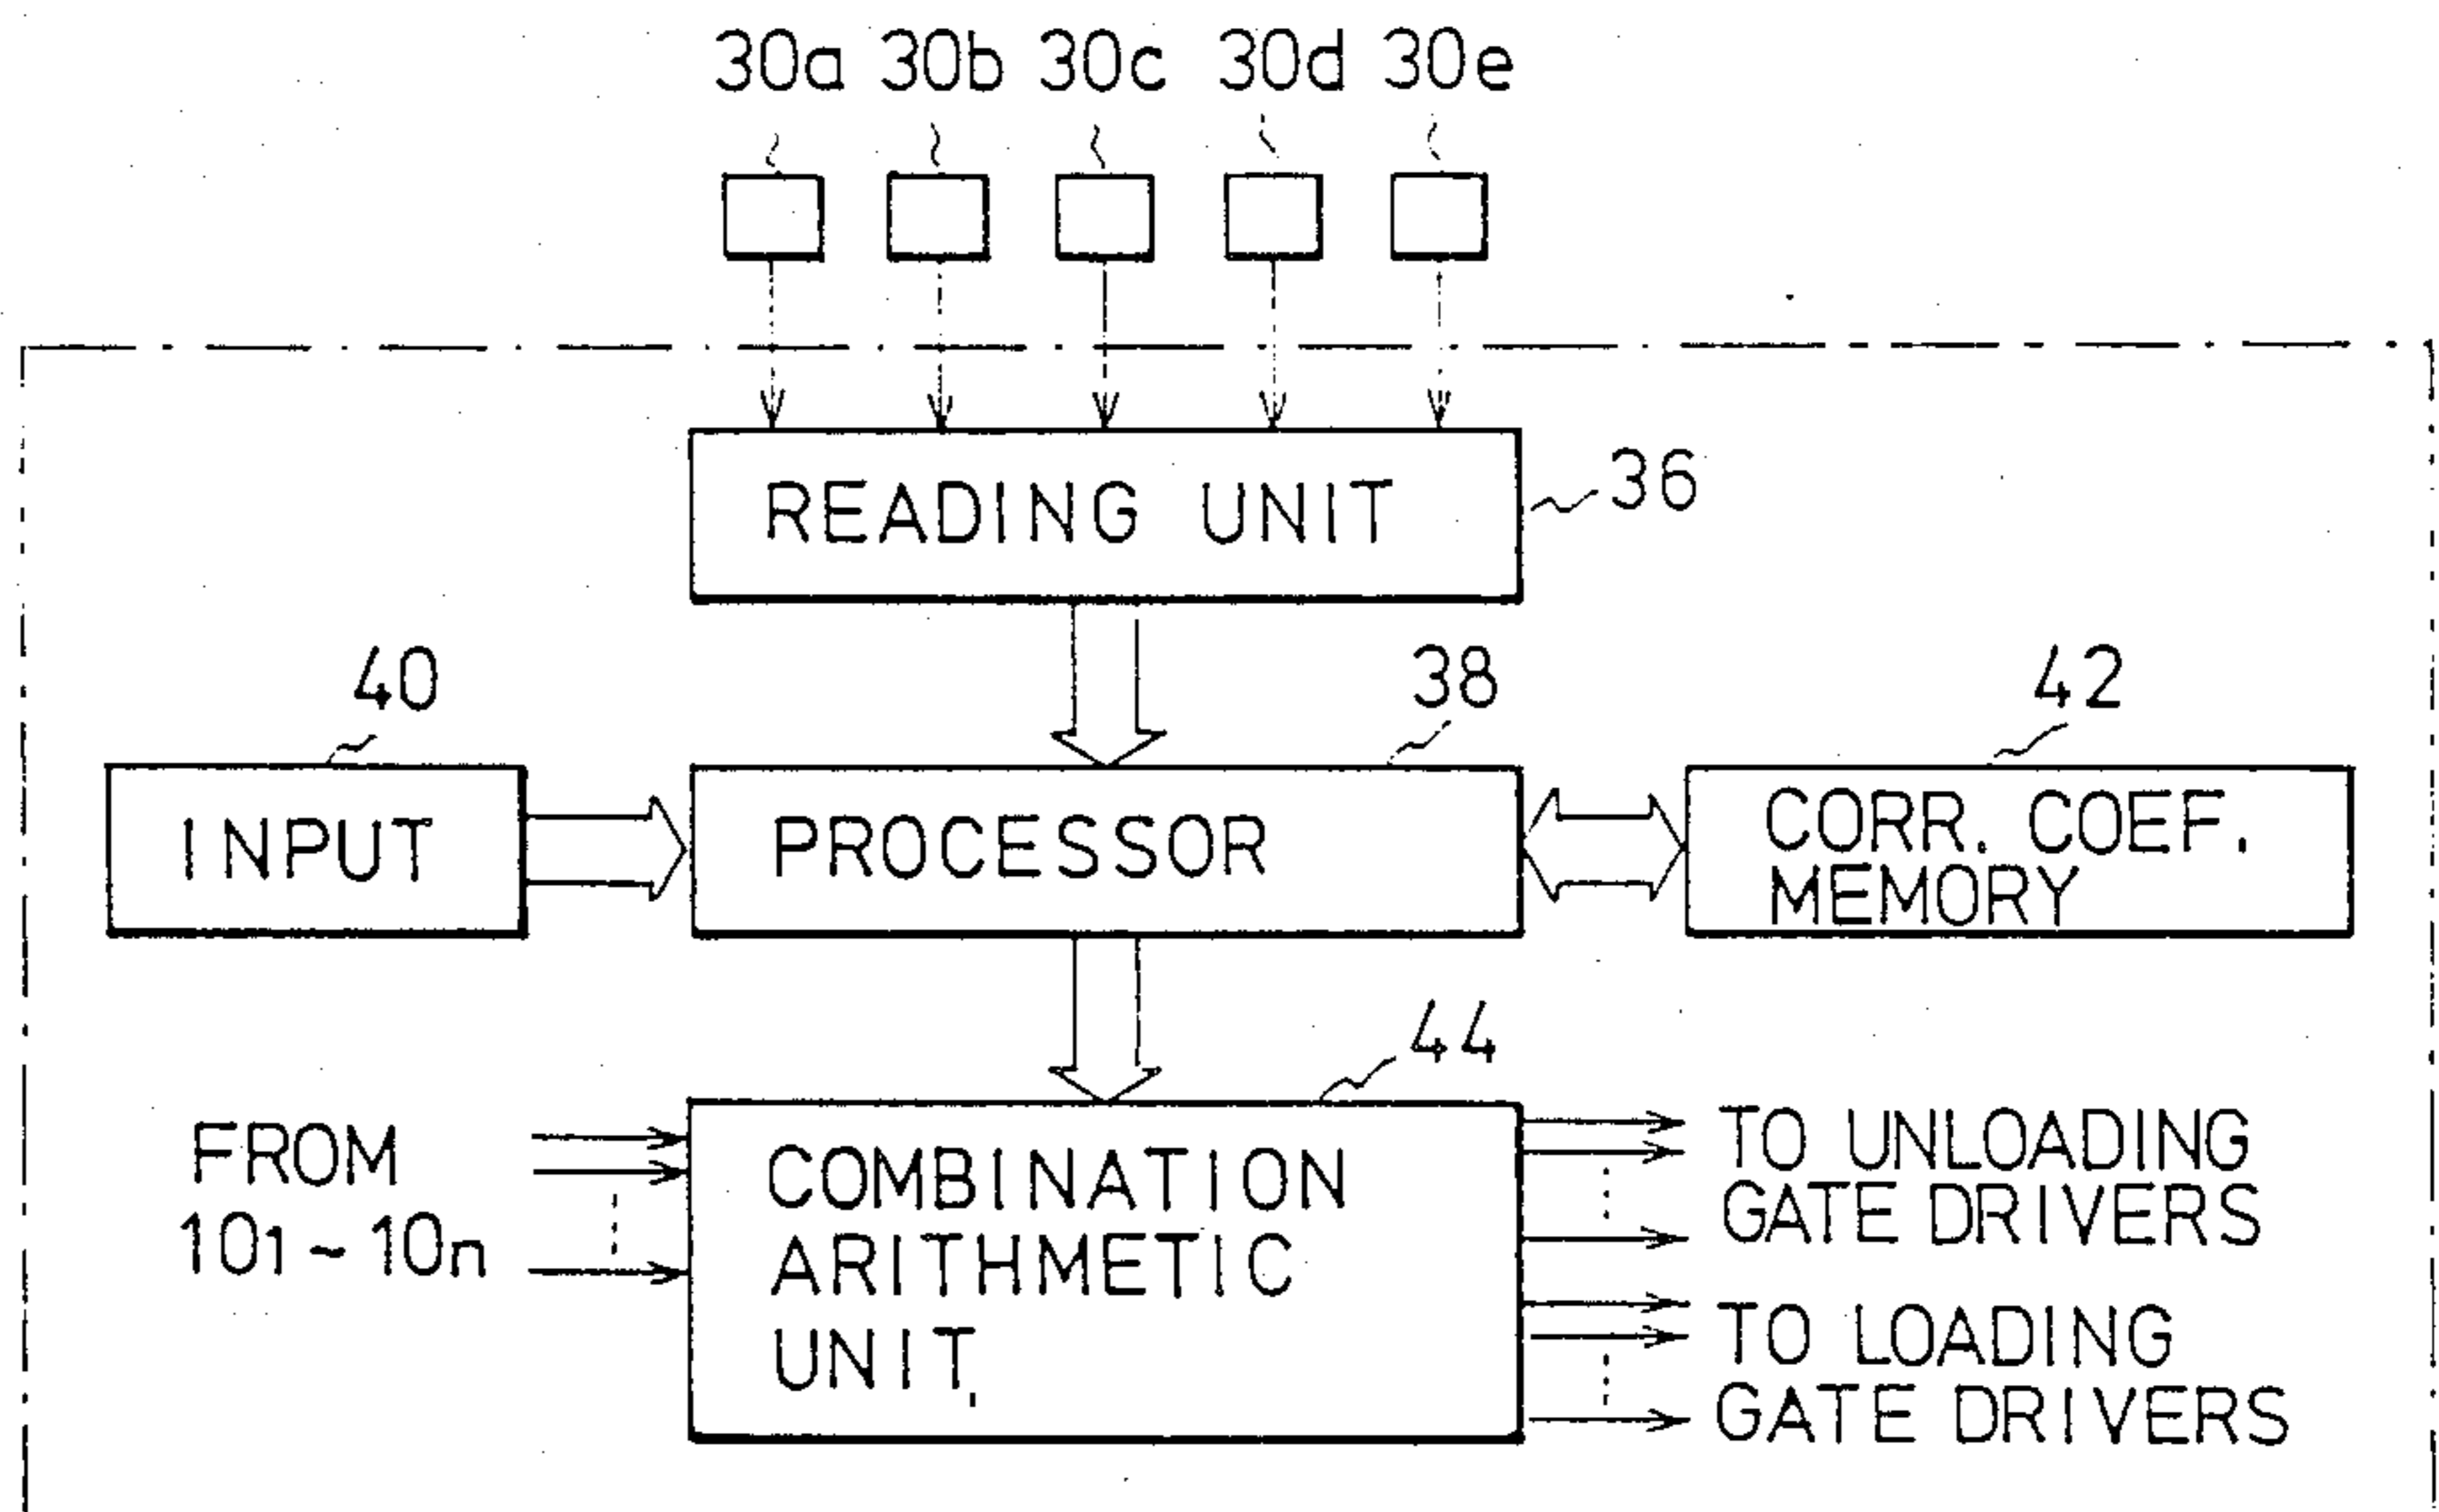 30a 30b 30c 30d 30e
READING UNIT
36
40
38
42
INPUT
PROCESSOR
CORR. COEF.
MEMORY
44
FROM
101~10n
COMBINATION
ARITHMETIC
UNIT
TO UNLOADING
GATE DRIVERS
TO LOADING
GATE DRIVERS